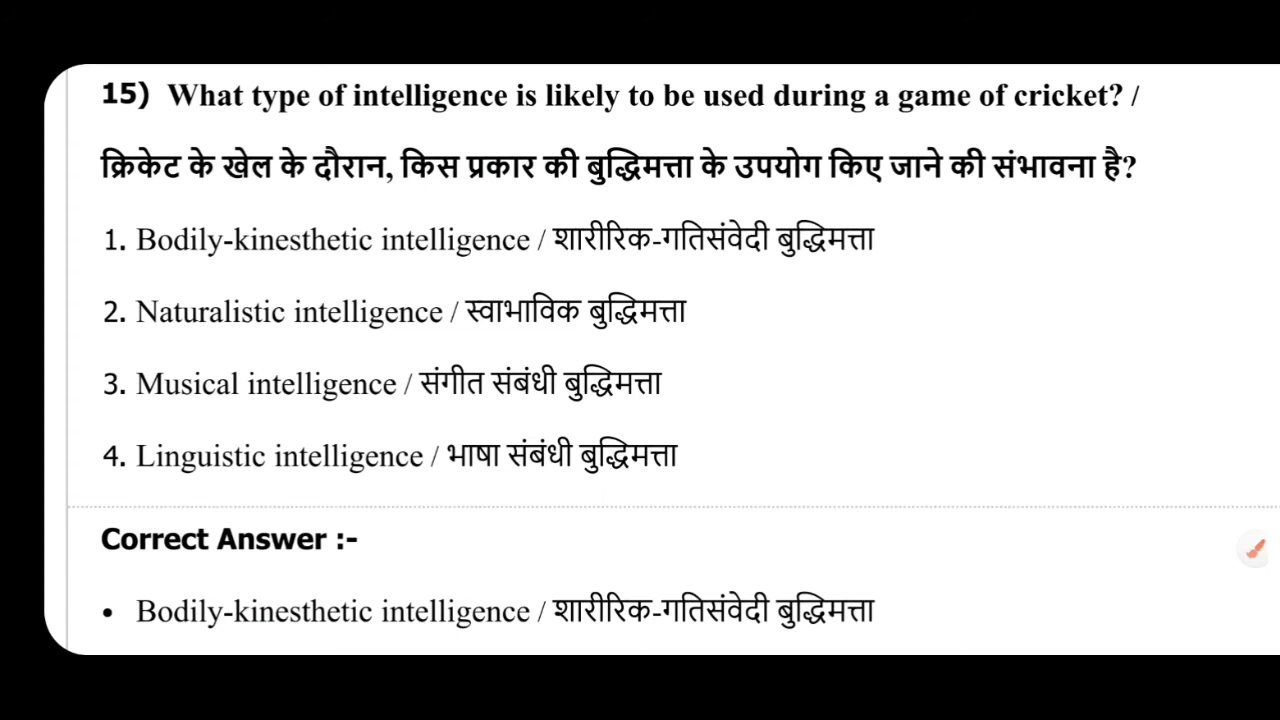 15) What type of intelligence is likely to be used during a game of cricket? /
क्रिकेट के खेल के दौरान, किस प्रकार की बुद्धिमत्ता के उपयोग किए जाने की संभावना है?
1. Bodily-kinesthetic intelligence / शारीरिक-गतिसंवेदी बुद्धिमत्ता
2. Naturalistic intelligence / स्वाभाविक बुद्धिमत्ता
3. Musical intelligence / संगीत संबंधी बुद्धिमत्ता
4. Linguistic intelligence / भाषा संबंधी बुद्धिमत्ता
Correct Answer :-
• Bodily-kinesthetic intelligence / शारीरिक-गतिसंवेदी बुद्धिमत्ता